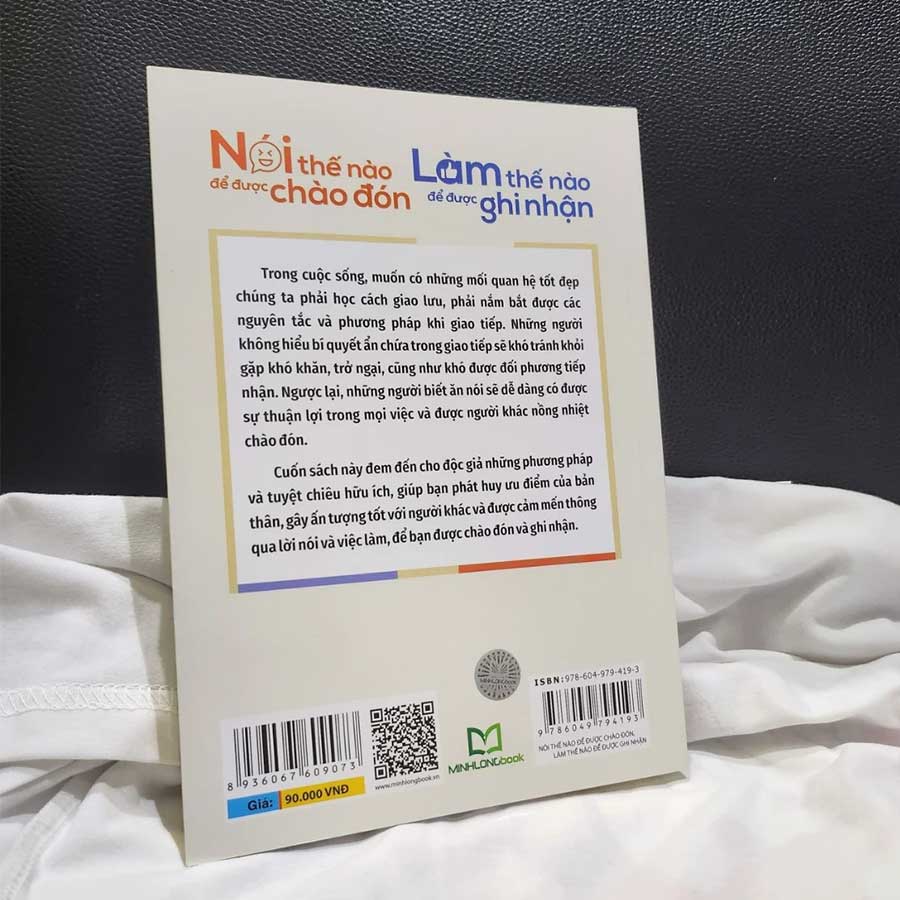 Nói thế nào
để được chào đón
Làm thế nào
để được ghi nhận
Trong cuộc sống, muốn có những mối quan hệ tốt đẹp
chúng ta phải học cách giao lưu, phải nắm bắt được các
nguyên tắc và phương pháp khi giao tiếp. Những người
không hiểu bí quyết ẩn chứa trong giao tiếp sẽ khó tránh khỏi
gặp khó khăn, trở ngại, cũng như khó được đối phương tiếp
nhận. Ngược lại, những người biết ăn nói sẽ dễ dàng có được
sự thuận lợi trong mọi việc và được người khác nồng nhiệt
chào đón.
Cuốn sách này đem đến cho độc giả những phương pháp
và tuyệt chiêu hữu ích, giúp bạn phát huy ưu điểm của bản
thân, gây ấn tượng tốt với người khác và được cảm mến thông
qua lời nói và việc làm, để bạn được chào đón và ghi nhận.
8 936067 609073
Giá: 90.000 VNĐ
www.minhlongbook.vn
MINHLONGbook
MINHLONGbook
ISBN: 978-604-979-419-3
9 786049 794193
NÓI THẾ NÀO ĐỂ ĐƯỢC CHÀO ĐÓN,
LÀM THẾ NÀO ĐỂ ĐƯỢC GHI NHẬN